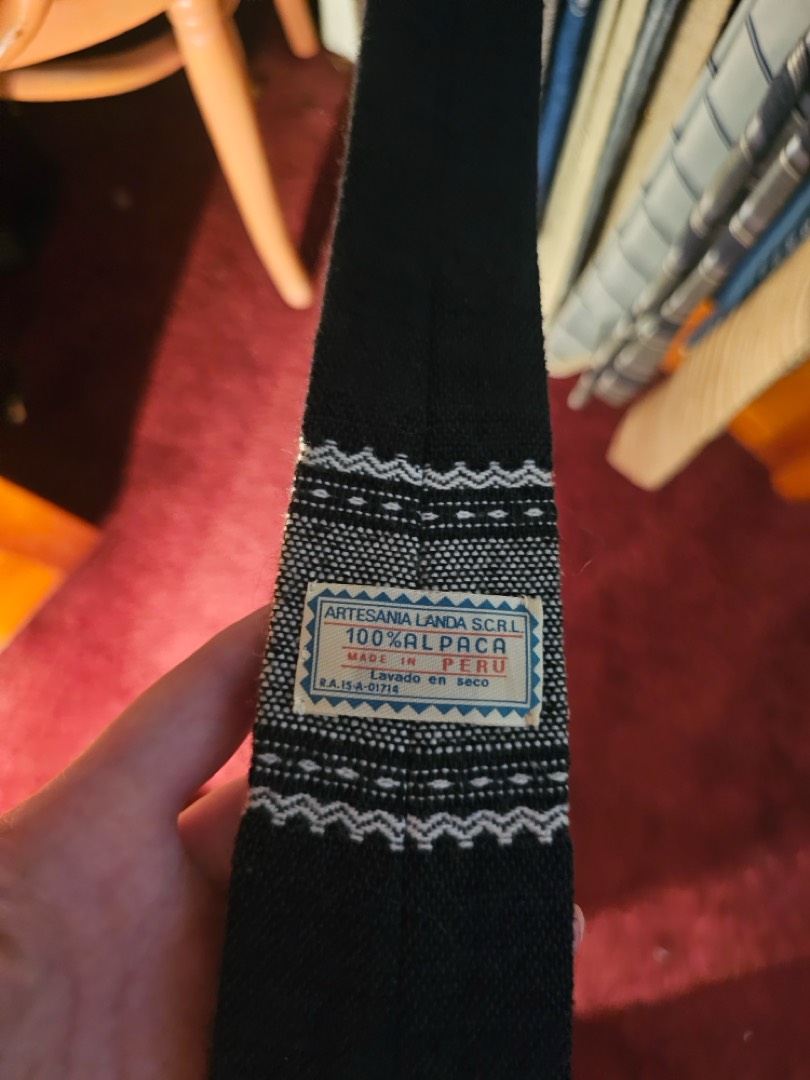 ARTESANIA LANDA S.C.R.L
100% ALPACA
MADE IN PERU
Lavado en seco
R.A.15-A-01714